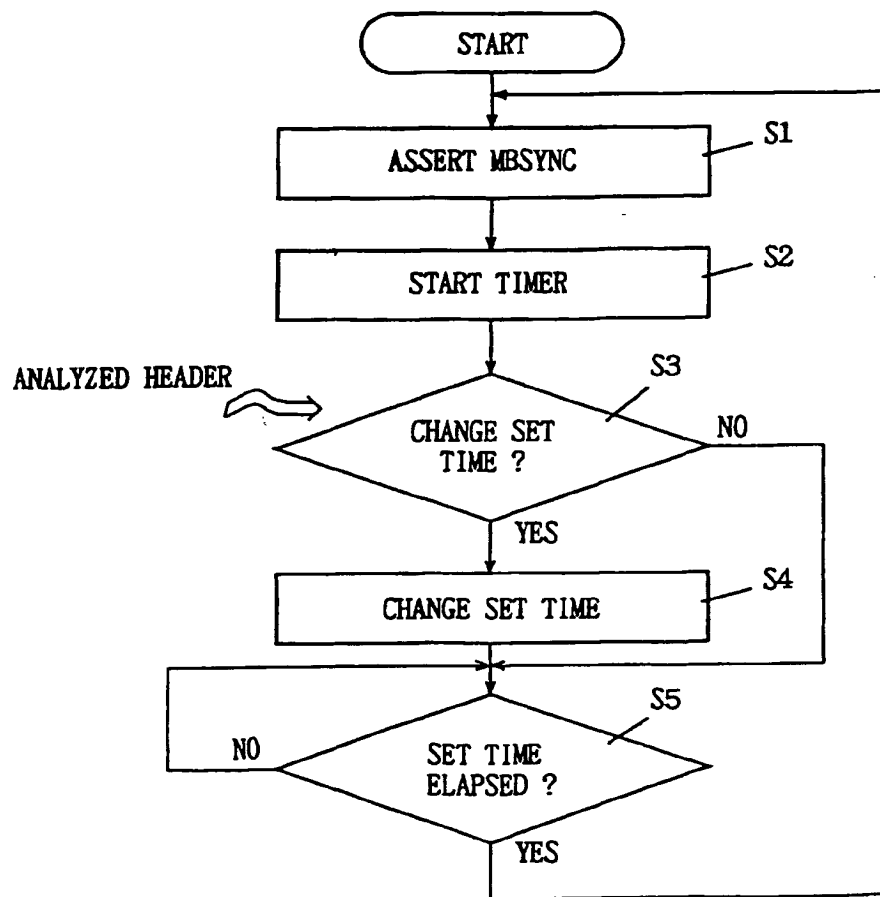 START
ASSERT MBSYNC
S1
START TIMER
S2
ANALYZED HEADER
S3
CHANGE SET
TIME ?
NO
YES
CHANGE SET TIME
S4
S5
SET TIME
ELAPSED ?
NO
YES